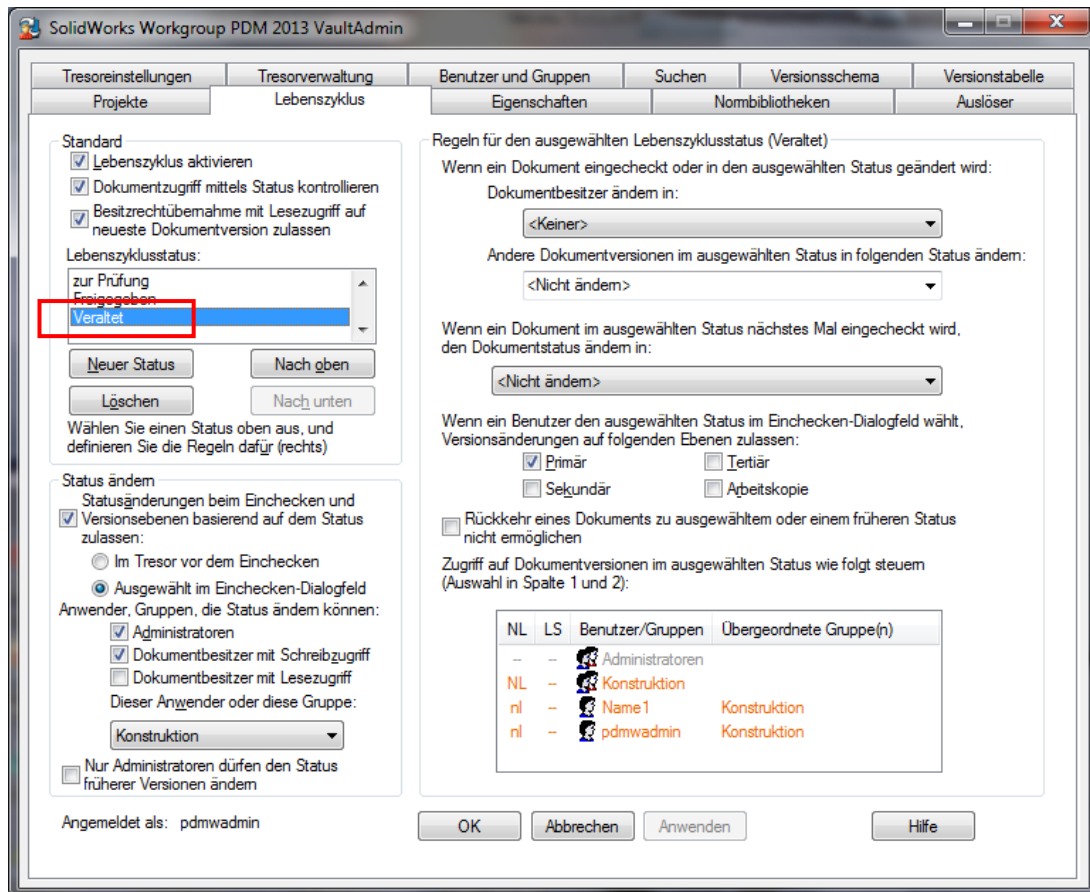 SolidWorks Workgroup PDM 2013 VaultAdmin
Tresoreinstellungen
Tresorverwaltung
Benutzer und Gruppen
Suchen
Versionsschema
Versionstabelle
Projekte
Lebenszyklus
Eigenschaften
Normbibliotheken
Auslöser
Standard
Lebenszyklus aktivieren
Dokumentzugriff mittels Status kontrollieren
Besitzrechtübernahme mit Lesezugriff auf
neueste Dokumentversion zulassen
Lebenszyklusstatus:
zur Prüfung
Freigegeben
Veraltet
Neuer Status
Nach oben
Löschen
Nach unten
Wählen Sie einen Status oben aus, und
definieren Sie die Regeln dafür (rechts)
Status ändern
Statusänderungen beim Einchecken und
Versionsebenen basierend auf dem Status
zulassen:
Im Tresor vor dem Einchecken
Ausgewählt im Einchecken-Dialogfeld
Anwender, Gruppen, die Status ändern können:
Administratoren
Dokumentbesitzer mit Schreibzugriff
Dokumentbesitzer mit Lesezugriff
Dieser Anwender oder diese Gruppe:
Konstruktion
Nur Administratoren dürfen den Status
früherer Versionen ändern
Regeln für den ausgewählten Lebenszyklusstatus (Veraltet)
Wenn ein Dokument eingecheckt oder in den ausgewählten Status geändert wird:
Dokumentbesitzer ändern in:
<Keiner>
Andere Dokumentversionen im ausgewählten Status in folgenden Status ändern:
<Nicht ändern>
Wenn ein Dokument im ausgewählten Status nächstes Mal eingecheckt wird,
den Dokumentstatus ändern in:
<Nicht ändern>
Wenn ein Benutzer den ausgewählten Status im Einchecken-Dialogfeld wählt,
Versionsänderungen auf folgenden Ebenen zulassen:
Primär
Tertiär
Sekundär
Arbeitskopie
Rückkehr eines Dokuments zu ausgewähltem oder einem früheren Status
nicht ermöglichen
Zugriff auf Dokumentversionen im ausgewählten Status wie folgt steuern
(Auswahl in Spalte 1 und 2):
NL LS Benutzer/Gruppen Übergeordnete Gruppe(n)
-- -- Administratoren
NL -- Konstruktion
nl -- Name1 Konstruktion
nl -- pdmwadmin Konstruktion
Angemeldet als: pdmwadmin
OK
Abbrechen
Anwenden
Hilfe